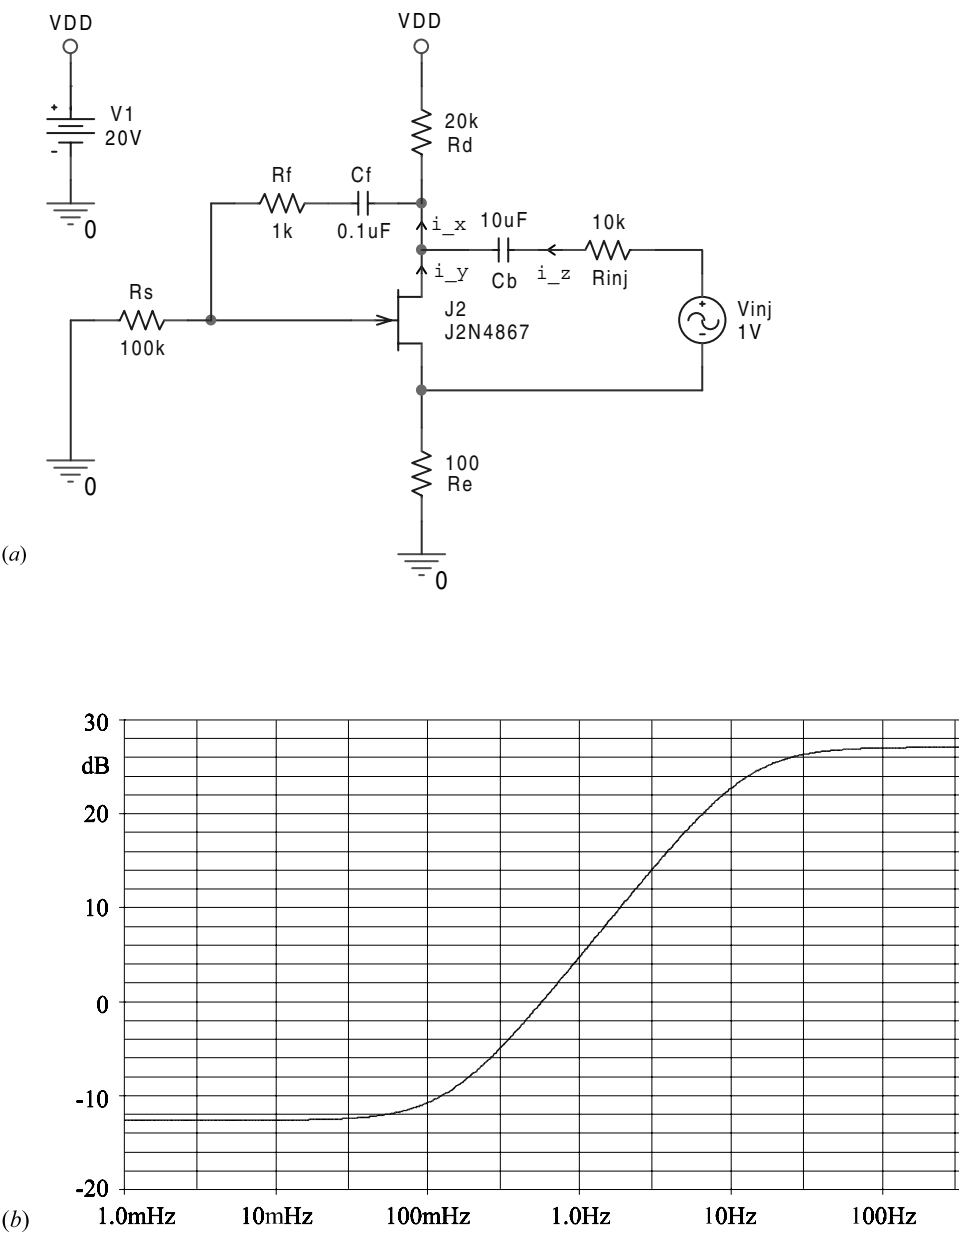 VDD
VDD
+
V1
20V
-
0
20k
Rd
Rf
Cf
1k
0.1uF
i_x
10uF
10k
i_y
Cb
i_z
Rinj
Rs
100k
J2
J2N4867
+
-
Vinj
1V
0
100
Re
0
(a)
30
dB
20
10
0
-10
-20
(b)
1.0mHz 10mHz 100mHz 1.0Hz 10Hz 100Hz